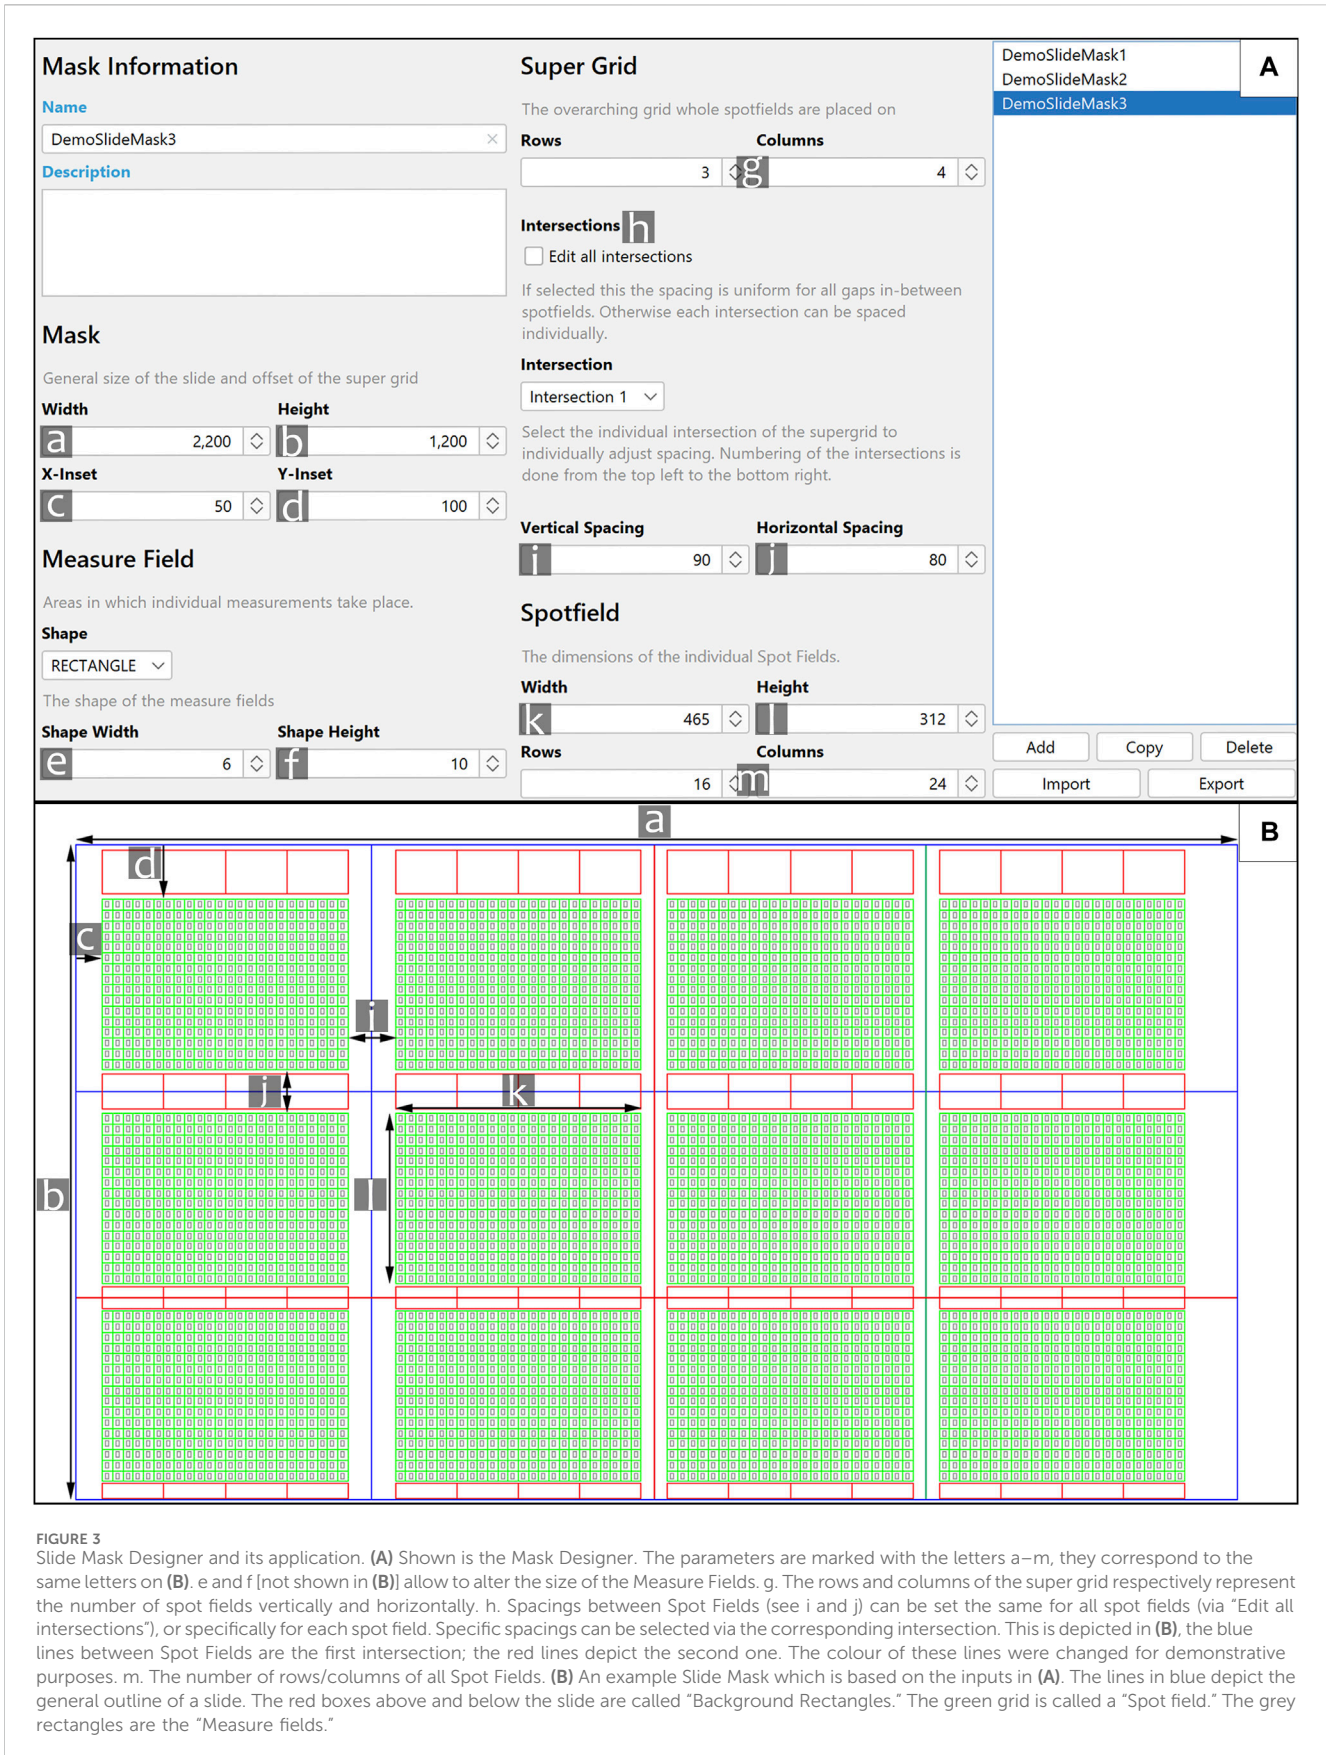 Mask Information
Name
DemoSlideMask3
Description
Mask
General size of the slide and offset of the super grid
Width Height
a 2,200 b 1,200
X-Inset Y-Inset
c 50 d 100
Measure Field
Areas in which individual measurements take place.
Shape
RECTANGLE
The shape of the measure fields
Shape Width Shape Height
e 6 f 10
Super Grid
The overarching grid whole spotfields are placed on
Rows Columns
3 g 4
Intersections h
Edit all intersections
If selected this the spacing is uniform for all gaps in-between
spotfields. Otherwise each intersection can be spaced
individually.
Intersection
Intersection 1
Select the individual intersection of the supergrid to
individually adjust spacing. Numbering of the intersections is
done from the top left to the bottom right.
Vertical Spacing Horizontal Spacing
i 90 j 80
Spotfield
The dimensions of the individual Spot Fields.
Width Height
k 465 l 312
Rows Columns
16 m 24
DemoSlideMask1
DemoSlideMask2
DemoSlideMask3
A
Add Copy Delete
Import Export
a
B
d
c
i
j
k
b
l
FIGURE 3
Slide Mask Designer and its application. (A) Shown is the Mask Designer. The parameters are marked with the letters a–m, they correspond to the
same letters on (B). e and f [not shown in (B)] allow to alter the size of the Measure Fields. g. The rows and columns of the super grid respectively represent
the number of spot fields vertically and horizontally. h. Spacings between Spot Fields (see i and j) can be set the same for all spot fields (via “Edit all
intersections”), or specifically for each spot field. Specific spacings can be selected via the corresponding intersection. This is depicted in (B), the blue
lines between Spot Fields are the first intersection; the red lines depict the second one. The colour of these lines were changed for demonstrative
purposes. m. The number of rows/columns of all Spot Fields. (B) An example Slide Mask which is based on the inputs in (A). The lines in blue depict the
general outline of a slide. The red boxes above and below the slide are called “Background Rectangles.” The green grid is called a “Spot field.” The grey
rectangles are the “Measure fields.”